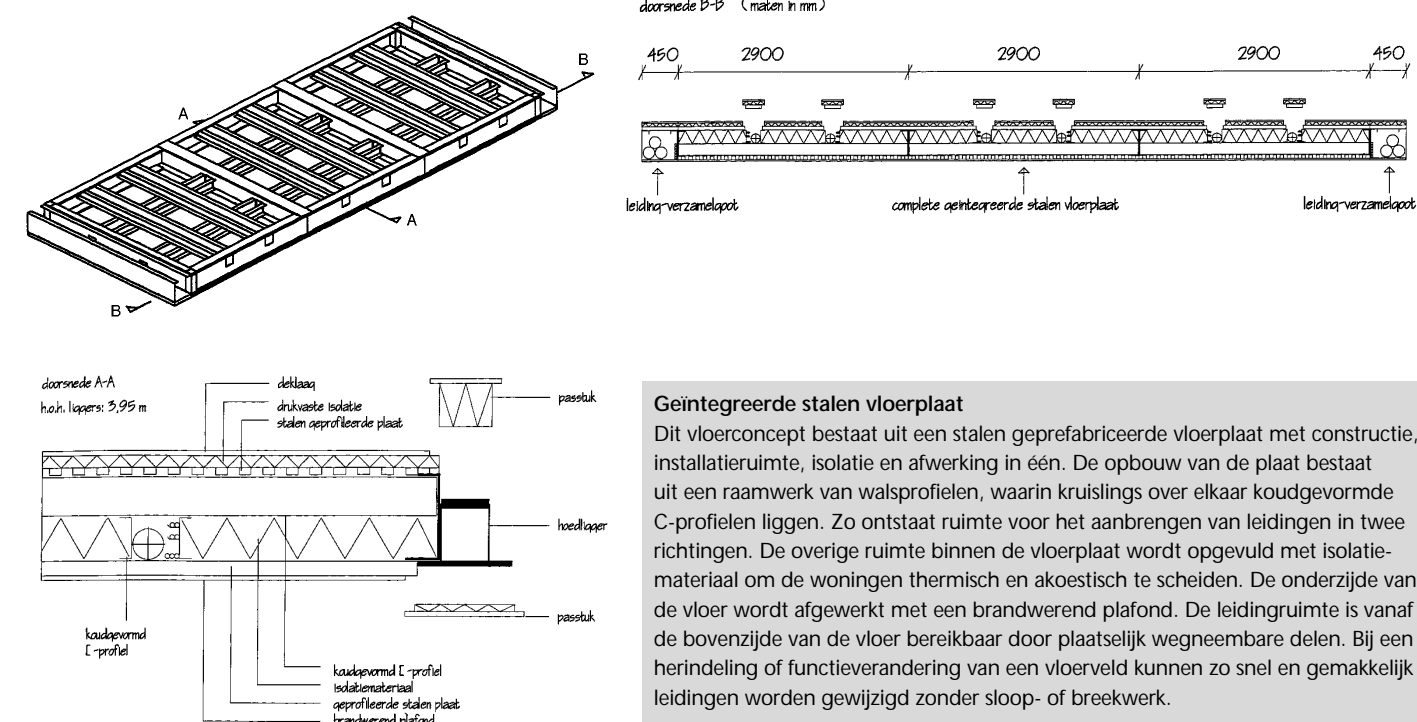 doorsnede B-B (maten in mm)
450 2900 2900 2900 450
B
A
A
B
leiding-verzamelgoot complete geïntegreerde stalen vloerplaat leiding-verzamelgoot
doorsnede A-A
h.o.h. liggers: 3,95 m
deklaag
drukvaste isolatie
stalen geprofileerde plaat
passtuk
hoedligger
passtuk
koudgevormd
[-profiel
koudgevormd [-profiel
isolatiemateriaal
geprofileerde stalen plaat
brandwerend plafond
Geïntegreerde stalen vloerplaat
Dit vloerconcept bestaat uit een stalen geprefabriceerde vloerplaat met constructie,
installatieruimte, isolatie en afwerking in één. De opbouw van de plaat bestaat
uit een raamwerk van walsprofielen, waarin kruislings over elkaar koudgevormde
C-profielen liggen. Zo ontstaat ruimte voor het aanbrengen van leidingen in twee
richtingen. De overige ruimte binnen de vloerplaat wordt opgevuld met isolatie-
materiaal om de woningen thermisch en akoestisch te scheiden. De onderzijde van
de vloer wordt afgewerkt met een brandwerend plafond. De leidingruimte is vanaf
de bovenzijde van de vloer bereikbaar door plaatselijk wegneembare delen. Bij een
herindeling of functieverandering van een vloerveld kunnen zo snel en gemakkelijk
leidingen worden gewijzigd zonder sloop- of breekwerk.